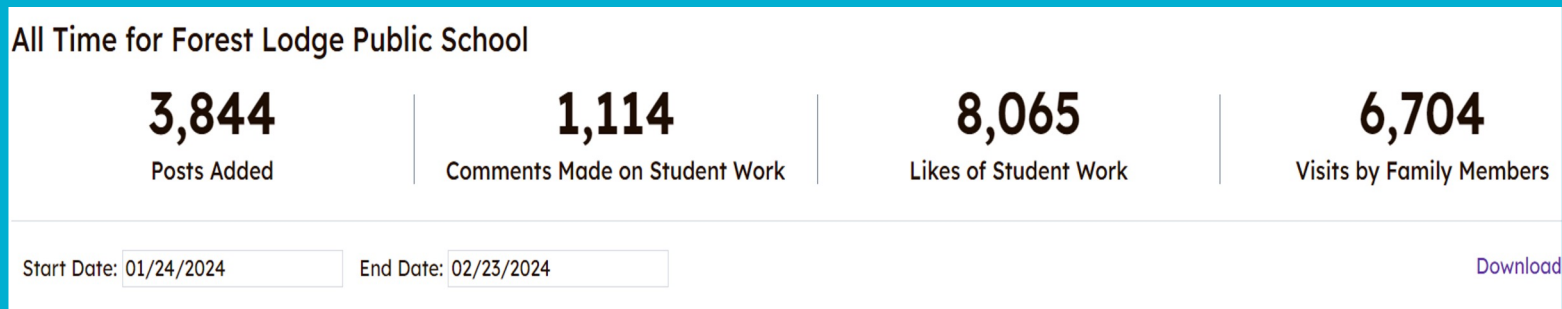 All Time for Forest Lodge Public School
3,844
Posts Added
1,114
Comments Made on Student Work
8,065
Likes of Student Work
6,704
Visits by Family Members
Start Date: 01/24/2024 End Date: 02/23/2024 Download